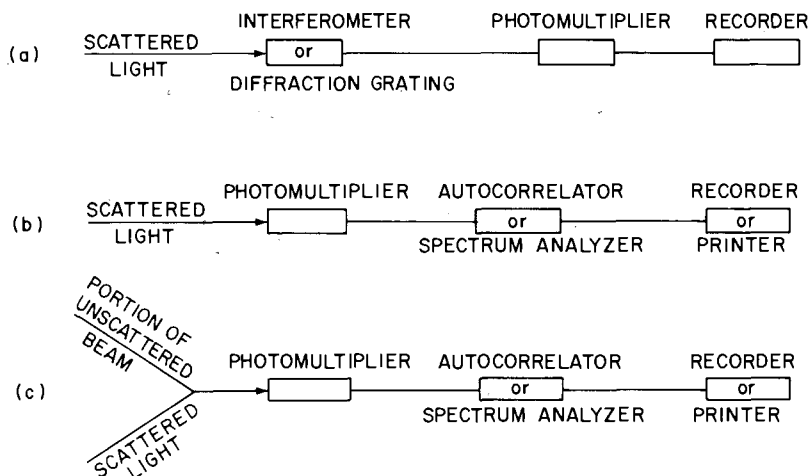 INTERFEROMETER PHOTOMULTIPLIER RECORDER
(a) SCATTERED or
LIGHT
DIFFRACTION GRATING
PHOTOMULTIPLIER AUTOCORRELATOR RECORDER
(b) SCATTERED or or
LIGHT SPECTRUM ANALYZER PRINTER
PORTION OF
UNSCATTERED
BEAM
PHOTOMULTIPLIER AUTOCORRELATOR RECORDER
(c) or or
SPECTRUM ANALYZER PRINTER
SCATTERED
LIGHT